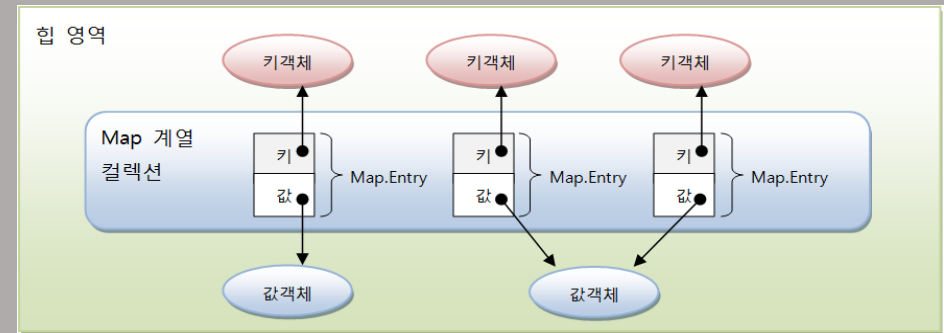 힙 영역
키객체
키객체
키객체
Map 계열
컬렉션
키
값
Map.Entry
키
값
Map.Entry
키
값
Map.Entry
값객체
값객체